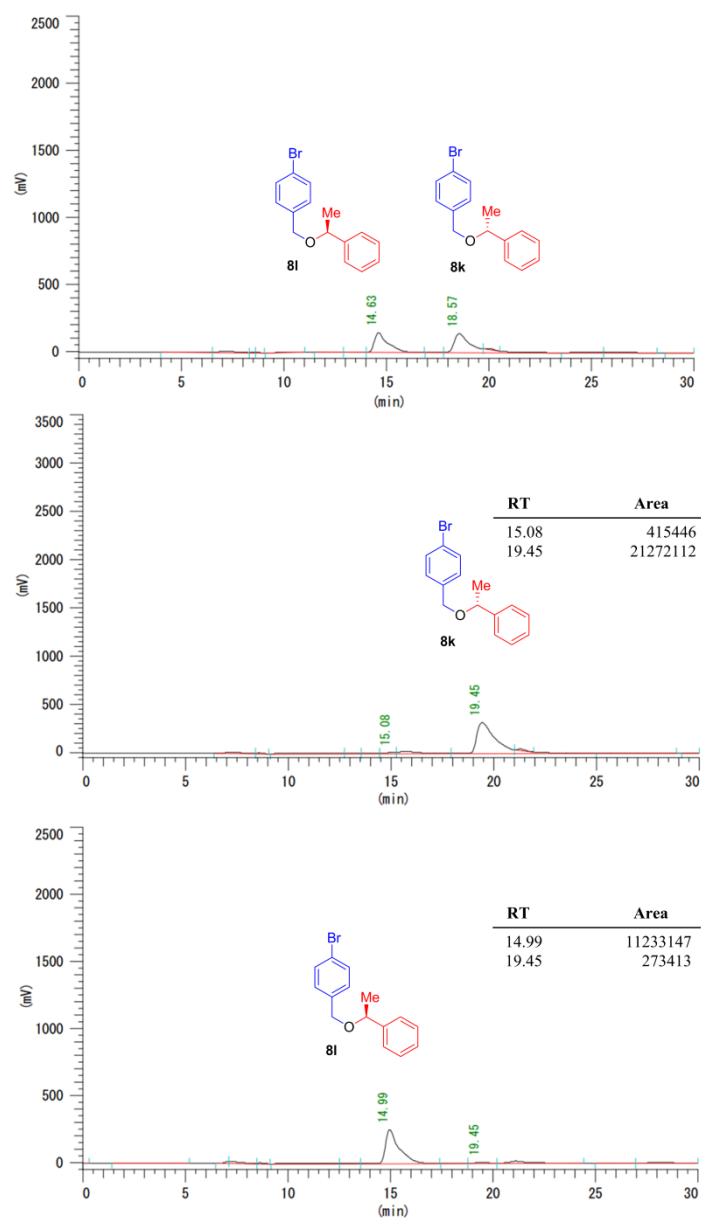 2500
2000
1500
1000
500
0
(mV)
Br
Me
O
8l
Br
Me
O
8k
14.63
18.57
0 5 10 15 20 25 30
(min)
3500
3000
2500
2000
1500
1000
500
0
(mV)
RT Area
15.08 415446
19.45 21272112
Br
Me
O
8k
15.08
19.45
0 5 10 15 20 25 30
(min)
2500
2000
1500
1000
500
0
(mV)
RT Area
14.99 11233147
19.45 273413
Br
Me
O
8l
14.99
19.45
0 5 10 15 20 25 30
(min)